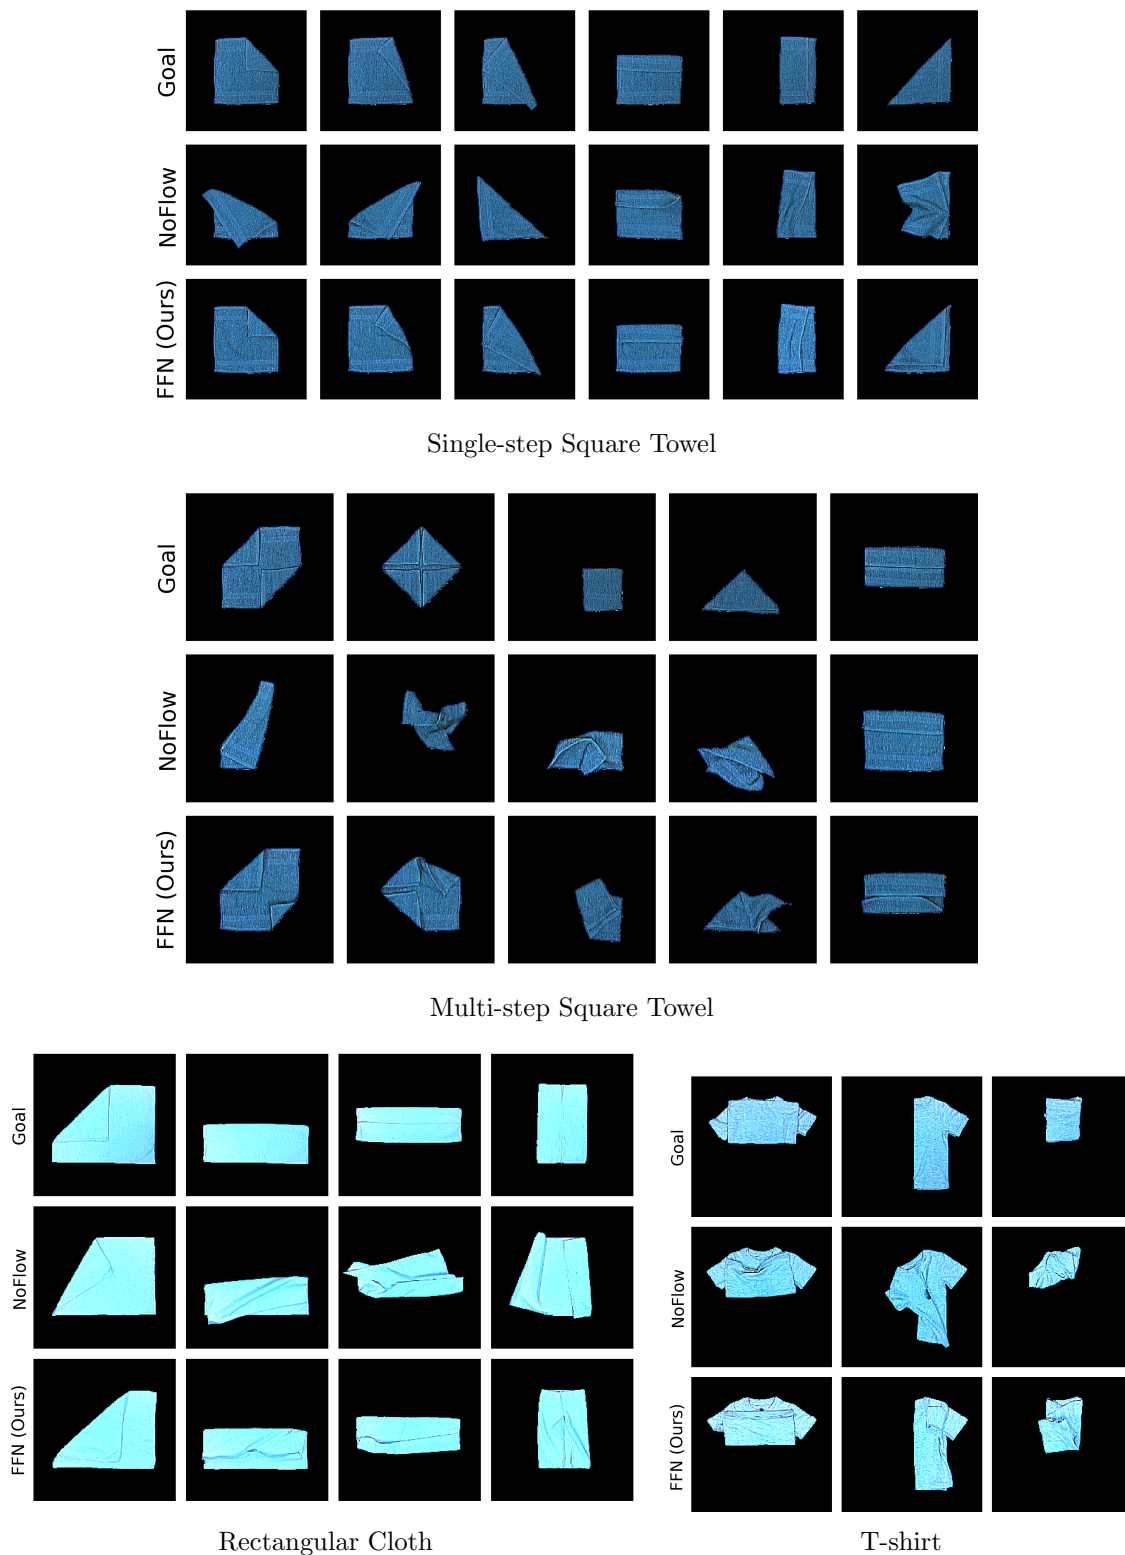 Goal
NoFlow
FFN (Ours)
Single-step Square Towel
Goal
NoFlow
FFN (Ours)
Multi-step Square Towel
Goal
NoFlow
FFN (Ours)
Rectangular Cloth
Goal
NoFlow
FFN (Ours)
T-shirt